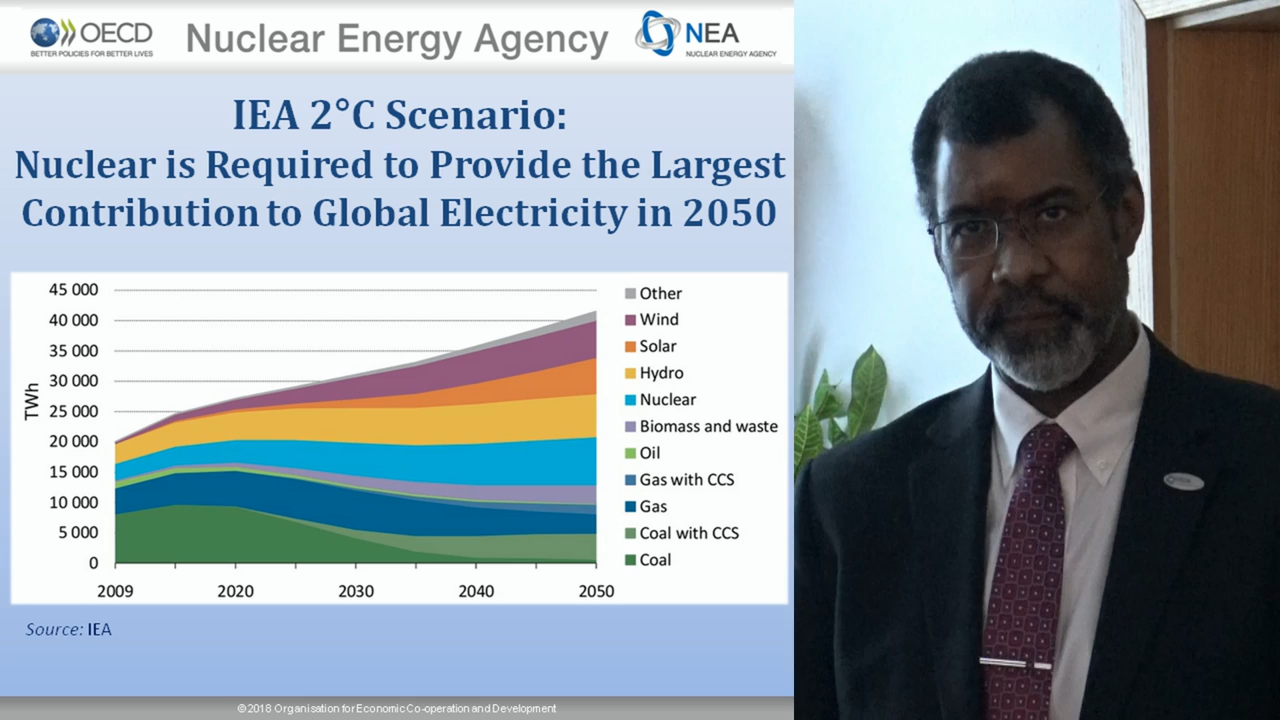 OECD
BETTER POLICIES FOR BETTER LIVES
Nuclear Energy Agency
NEA
NUCLEAR ENERGY AGENCY
IEA 2°C Scenario:
Nuclear is Required to Provide the Largest
Contribution to Global Electricity in 2050
TWh
45 000
40 000
35 000
30 000
25 000
20 000
15 000
10 000
5 000
0
2009
2020
2030
2040
2050
Other
Wind
Solar
Hydro
Nuclear
Biomass and waste
Oil
Gas with CCS
Gas
Coal with CCS
Coal
Source: IEA
© 2018 Organisation for Economic Co-operation and Development